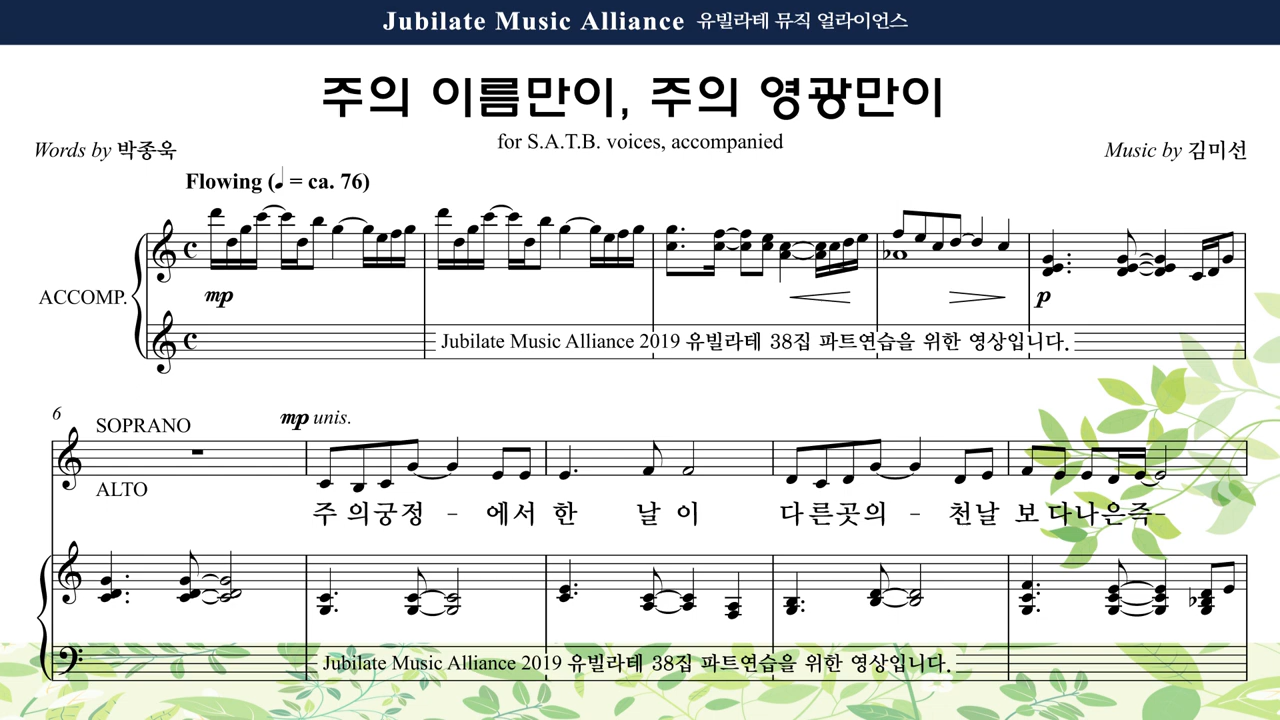 Jubilate Music Alliance 유빌라테 뮤직 얼라이언스
주의 이름만이, 주의 영광만이
for S.A.T.B. voices, accompanied
Words by 박종욱
Music by 김미선
Flowing (♩ = ca. 76)
mp
p
ACCOMP.
Jubilate Music Alliance 2019 유빌라테 38집 파트연습을 위한 영상입니다.
6
SOPRANO
mp unis.
ALTO
주 의궁정 - 에서 한 날 이 다른곳의 - 천날 보 다나은즉-
Jubilate Music Alliance 2019 유빌라테 38집 파트연습을 위한 영상입니다.